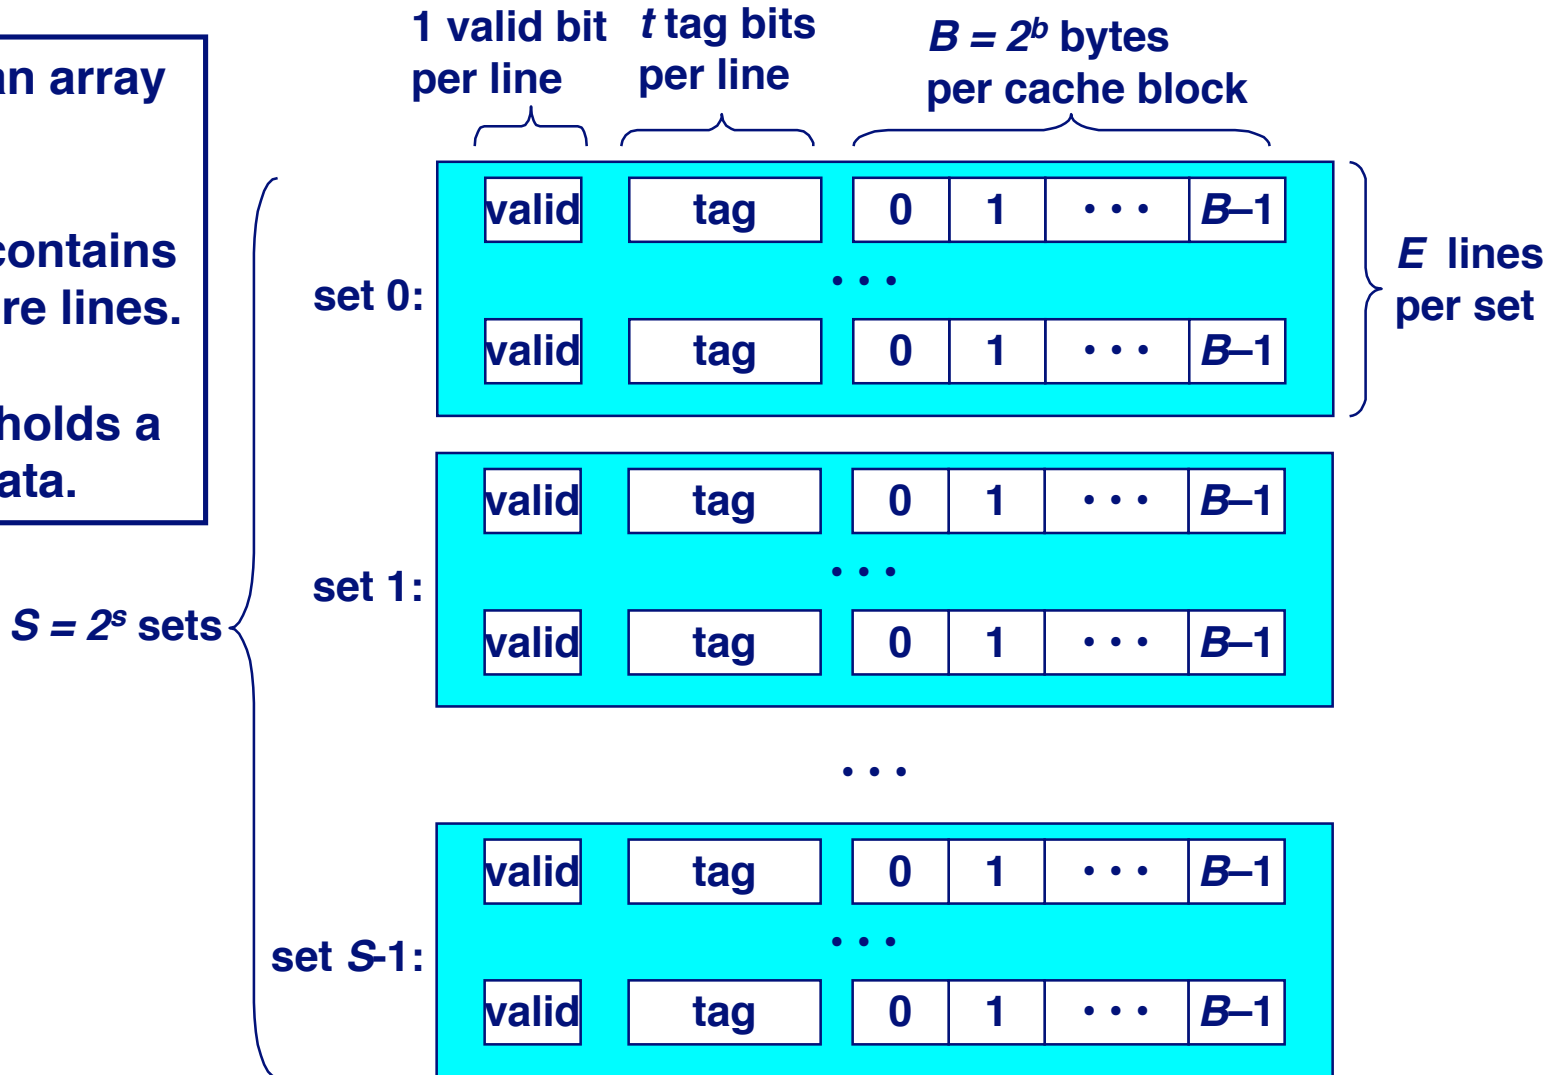 1 valid bit
per line
t tag bits
per line
B = 2^b bytes
per cache block
an array
contains
re lines.
holds a
ata.
valid tag 0 1 • • • B–1
• • •
set 0:
valid tag 0 1 • • • B–1
E lines
per set
valid tag 0 1 • • • B–1
• • •
set 1:
valid tag 0 1 • • • B–1
S = 2^s sets
• • •
valid tag 0 1 • • • B–1
• • •
set S-1:
valid tag 0 1 • • • B–1